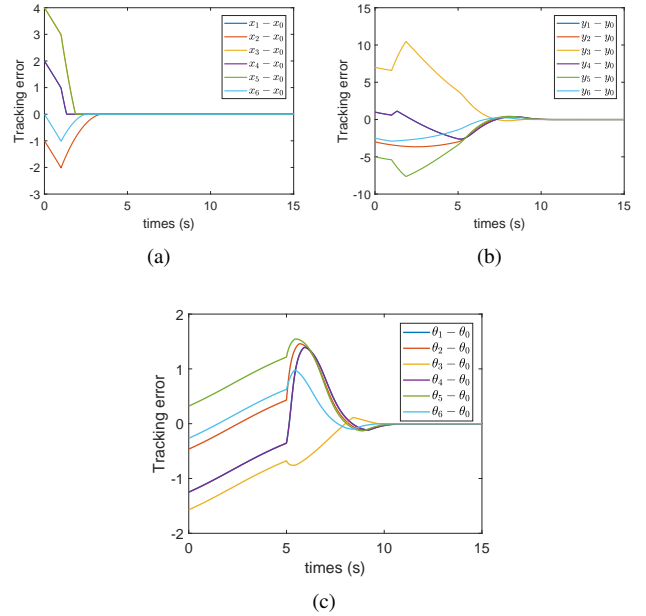 4
3
2
1
0
-1
-2
-3
0
5
10
15
Tracking error
times (s)
x₁ − x₀
x₂ − x₀
x₃ − x₀
x₄ − x₀
x₅ − x₀
x₆ − x₀
(a)
15
10
5
0
-5
-10
0
5
10
15
Tracking error
times (s)
y₁ − y₀
y₂ − y₀
y₃ − y₀
y₄ − y₀
y₅ − y₀
y₆ − y₀
(b)
2
1
0
-1
-2
0
5
10
15
Tracking error
times (s)
θ₁ − θ₀
θ₂ − θ₀
θ₃ − θ₀
θ₄ − θ₀
θ₅ − θ₀
θ₆ − θ₀
(c)